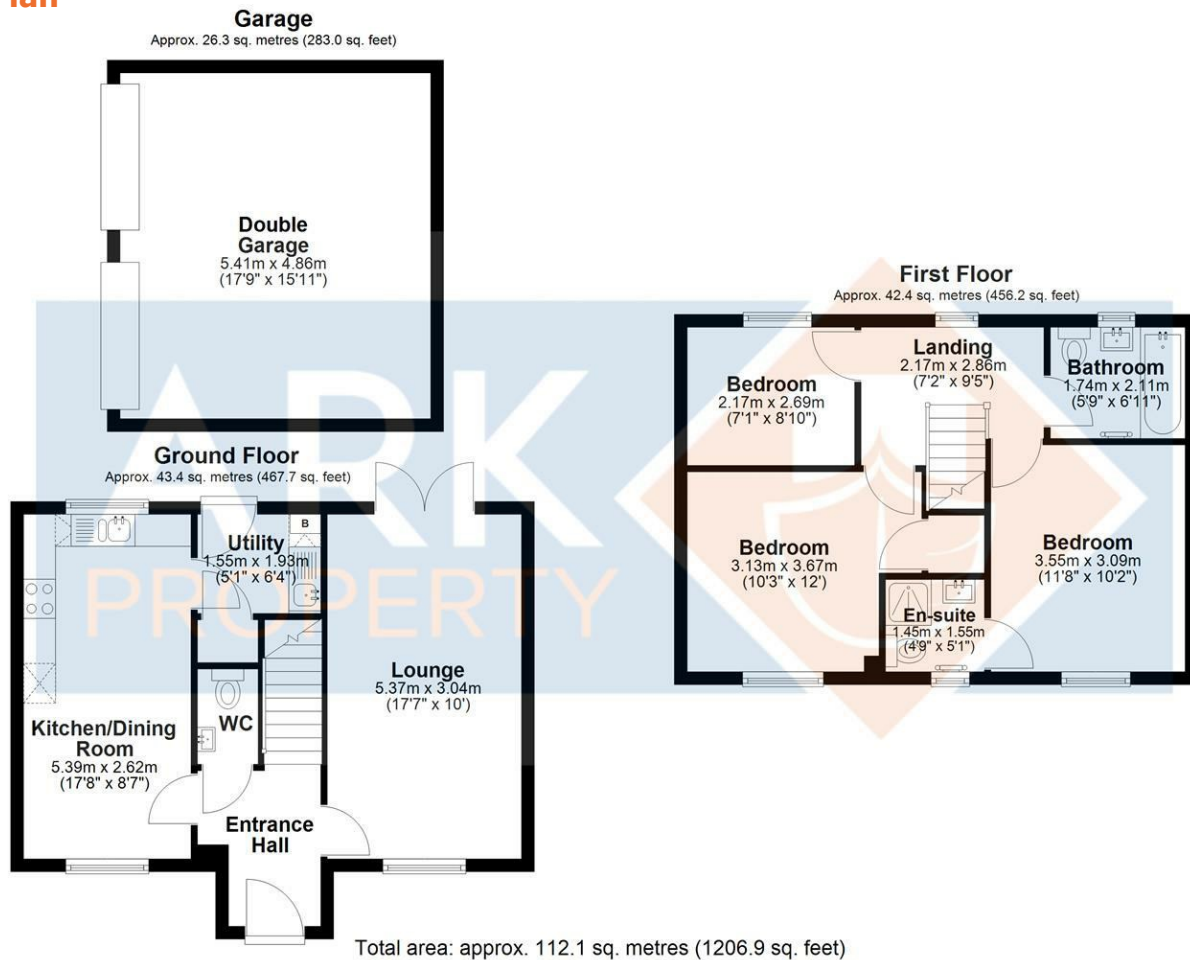 lan
Garage
Approx. 26.3 sq. metres (283.0 sq. feet)
Double
Garage
5.41m x 4.86m
(17'9" x 15'11")
Ground Floor
Approx. 43.4 sq. metres (467.7 sq. feet)
B
Utility
1.55m x 1.93m
(5'1" x 6'4")
Lounge
5.37m x 3.04m
(17'7" x 10')
WC
Kitchen/Dining
Room
5.39m x 2.62m
(17'8" x 8'7")
Entrance
Hall
First Floor
Approx. 42.4 sq. metres (456.2 sq. feet)
Landing
2.17m x 2.86m
(7'2" x 9'5")
Bathroom
1.74m x 2.11m
(5'9" x 6'11")
Bedroom
2.17m x 2.69m
(7'1" x 8'10")
Bedroom
3.13m x 3.67m
(10'3" x 12')
Bedroom
3.55m x 3.09m
(11'8" x 10'2")
En-suite
1.45m x 1.55m
(4'9" x 5'1")
ARK
PROPERTY
Total area: approx. 112.1 sq. metres (1206.9 sq. feet)